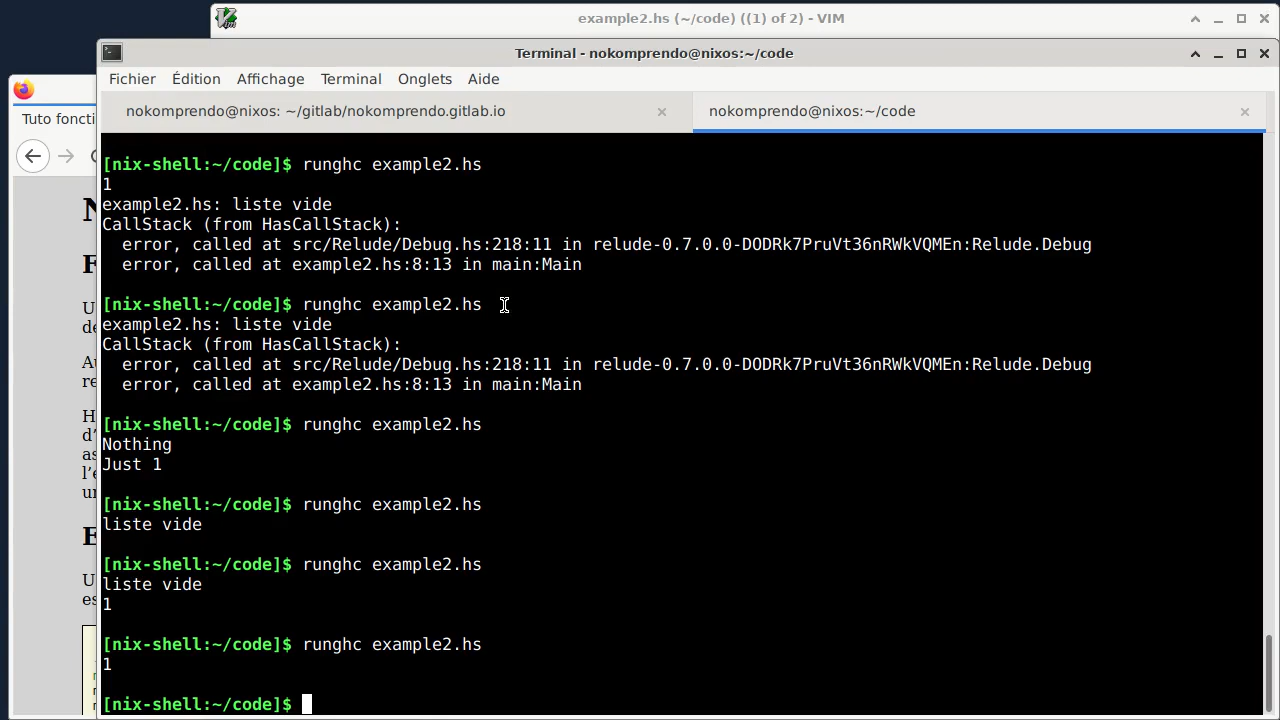 example2.hs (~/code) ((1) of 2) - VIM
Terminal - nokomprendo@nixos:~/code
Fichier Édition Affichage Terminal Onglets Aide
Tuto foncti
nokomprendo@nixos: ~/gitlab/nokomprendo.gitlab.io
nokomprendo@nixos:~/code
[nix-shell:~/code]$ runghc example2.hs
1
example2.hs: liste vide
CallStack (from HasCallStack):
error, called at src/Relude/Debug.hs:218:11 in relude-0.7.0.0-DODRk7PruVt36nRWkVQMEn:Relude.Debug
error, called at example2.hs:8:13 in main:Main
[nix-shell:~/code]$ runghc example2.hs
example2.hs: liste vide
CallStack (from HasCallStack):
error, called at src/Relude/Debug.hs:218:11 in relude-0.7.0.0-DODRk7PruVt36nRWkVQMEn:Relude.Debug
error, called at example2.hs:8:13 in main:Main
[nix-shell:~/code]$ runghc example2.hs
Nothing
Just 1
[nix-shell:~/code]$ runghc example2.hs
liste vide
[nix-shell:~/code]$ runghc example2.hs
liste vide
1
[nix-shell:~/code]$ runghc example2.hs
1
[nix-shell:~/code]$